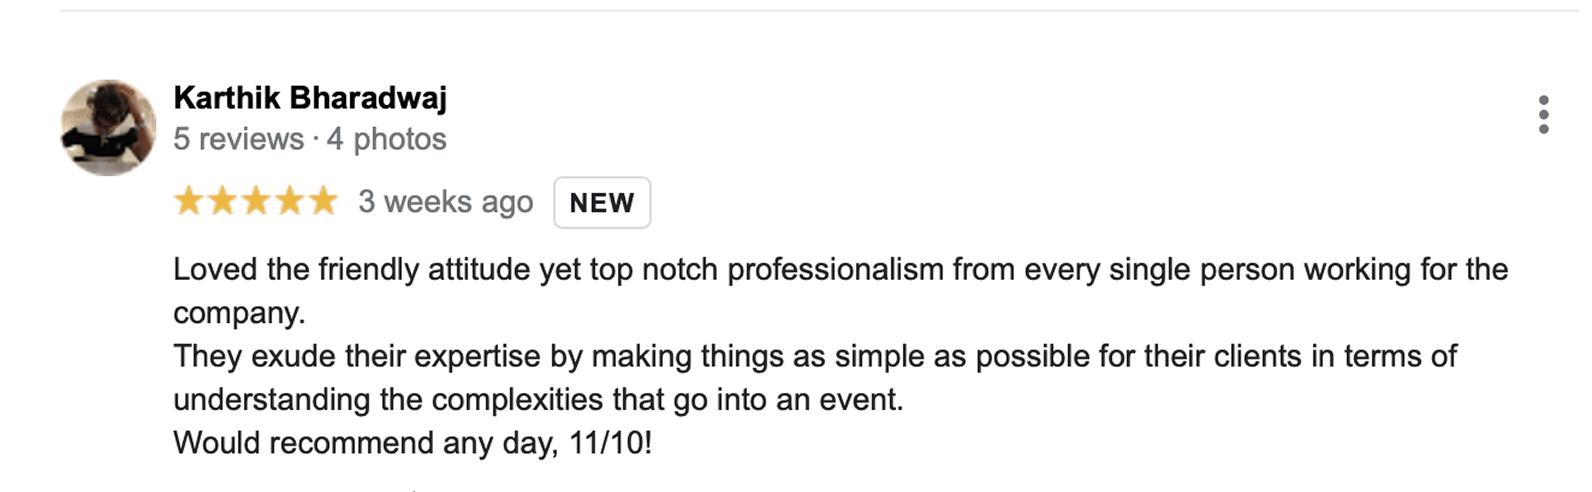 Karthik Bharadwaj
5 reviews · 4 photos
3 weeks ago NEW
Loved the friendly attitude yet top notch professionalism from every single person working for the
company.
They exude their expertise by making things as simple as possible for their clients in terms of
understanding the complexities that go into an event.
Would recommend any day, 11/10!